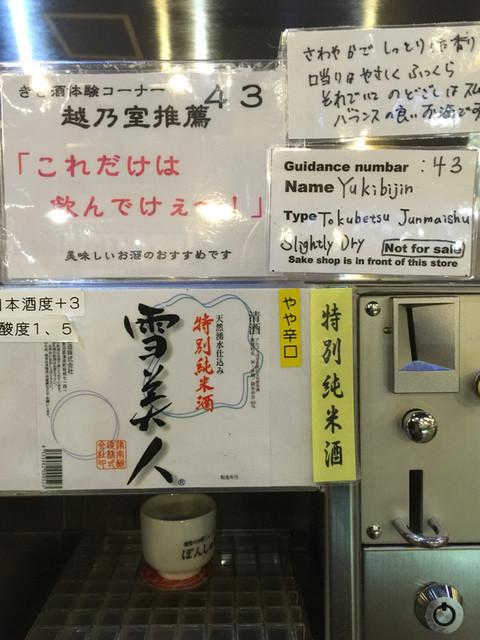 きき酒体験コーナー 43
越乃室推薦
「これだけは
飲んでけぇ〜!」
美味しいお酒のおすすめです
さわやかでしっとり
口当りはやさしくふっくら
それでいてのどごしはスム
バランスの良いお酒です
Guidance numbar : 43
Name Yukibijin
Type Tokubetsu Junmaishu
Slightly Dry Not for sale
Sake shop is in front of this store
日本酒度+3
酸度1、5
清酒
天然湧水仕込み
特別純米酒
雪美人
®
やや辛口
特別純米酒
ぽんしゅ